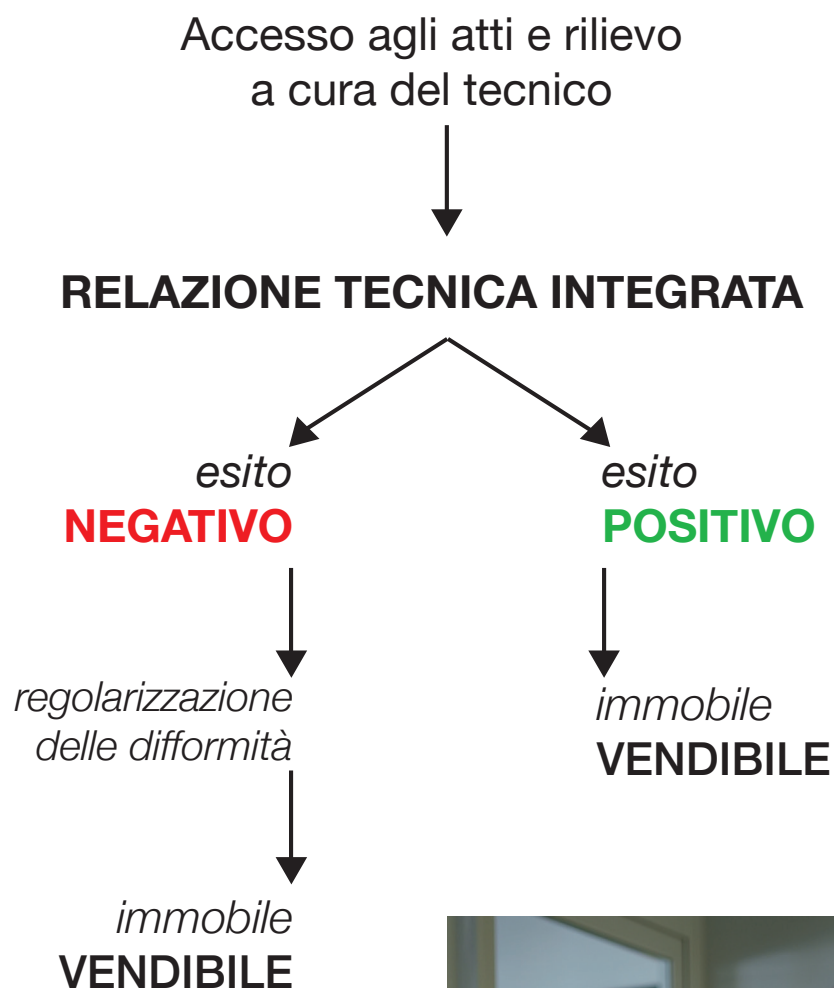 Accesso agli atti e rilievo
a cura del tecnico
RELAZIONE TECNICA INTEGRATA
esito
NEGATIVO
esito
POSITIVO
regolarizzazione
delle difformità
immobile
VENDIBILE
immobile
VENDIBILE